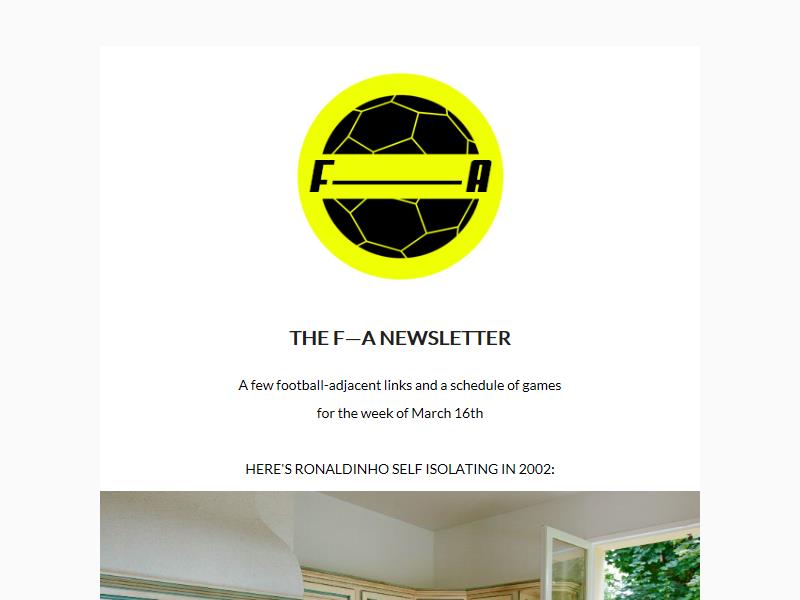 F—A
THE F—A NEWSLETTER
A few football-adjacent links and a schedule of games
for the week of March 16th
HERE'S RONALDINHO SELF ISOLATING IN 2002: